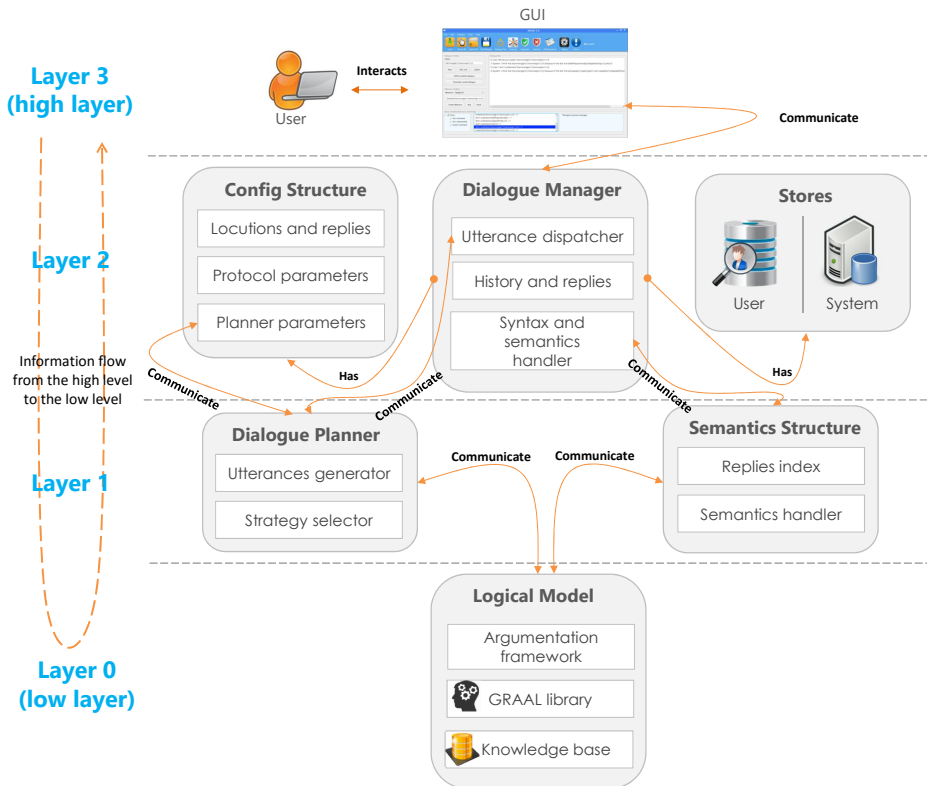 GUI
Layer 3
(high layer)
Interacts
User
Communicate
Config Structure
Locutions and replies
Protocol parameters
Planner parameters
Dialogue Manager
Utterance dispatcher
History and replies
Syntax and
semantics
handler
Stores
User
System
Layer 2
Information flow
from the high level
to the low level
Communicate
Has
Communicate
Communicate
Has
Dialogue Planner
Utterances generator
Strategy selector
Communicate
Communicate
Semantics Structure
Replies index
Semantics handler
Layer 1
Logical Model
Argumentation
framework
GRAAL library
Knowledge base
Layer 0
(low layer)